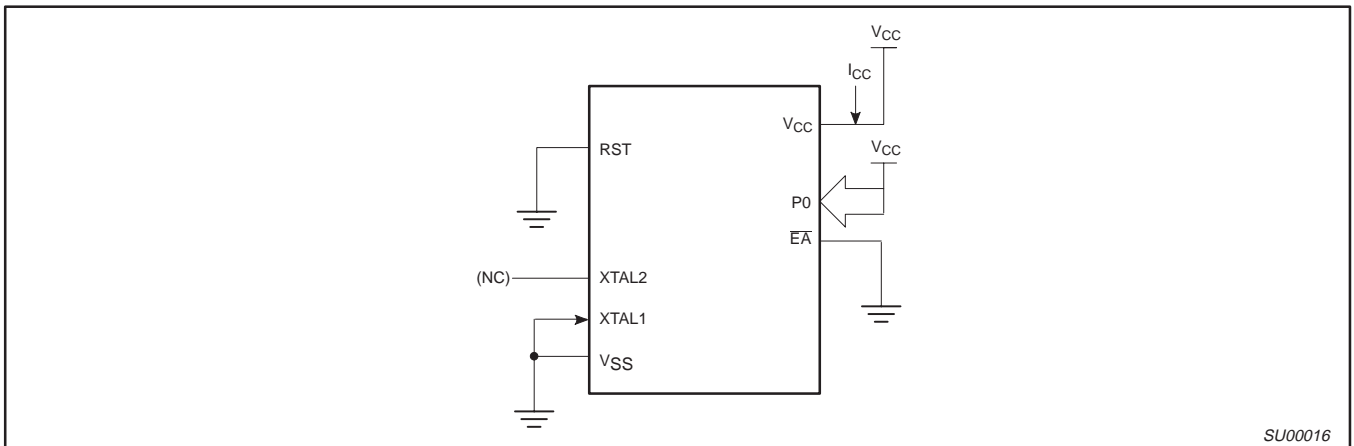 VCC
ICC
VCC
RST
VCC
P0
EA
(NC)
XTAL2
XTAL1
VSS
SU00016